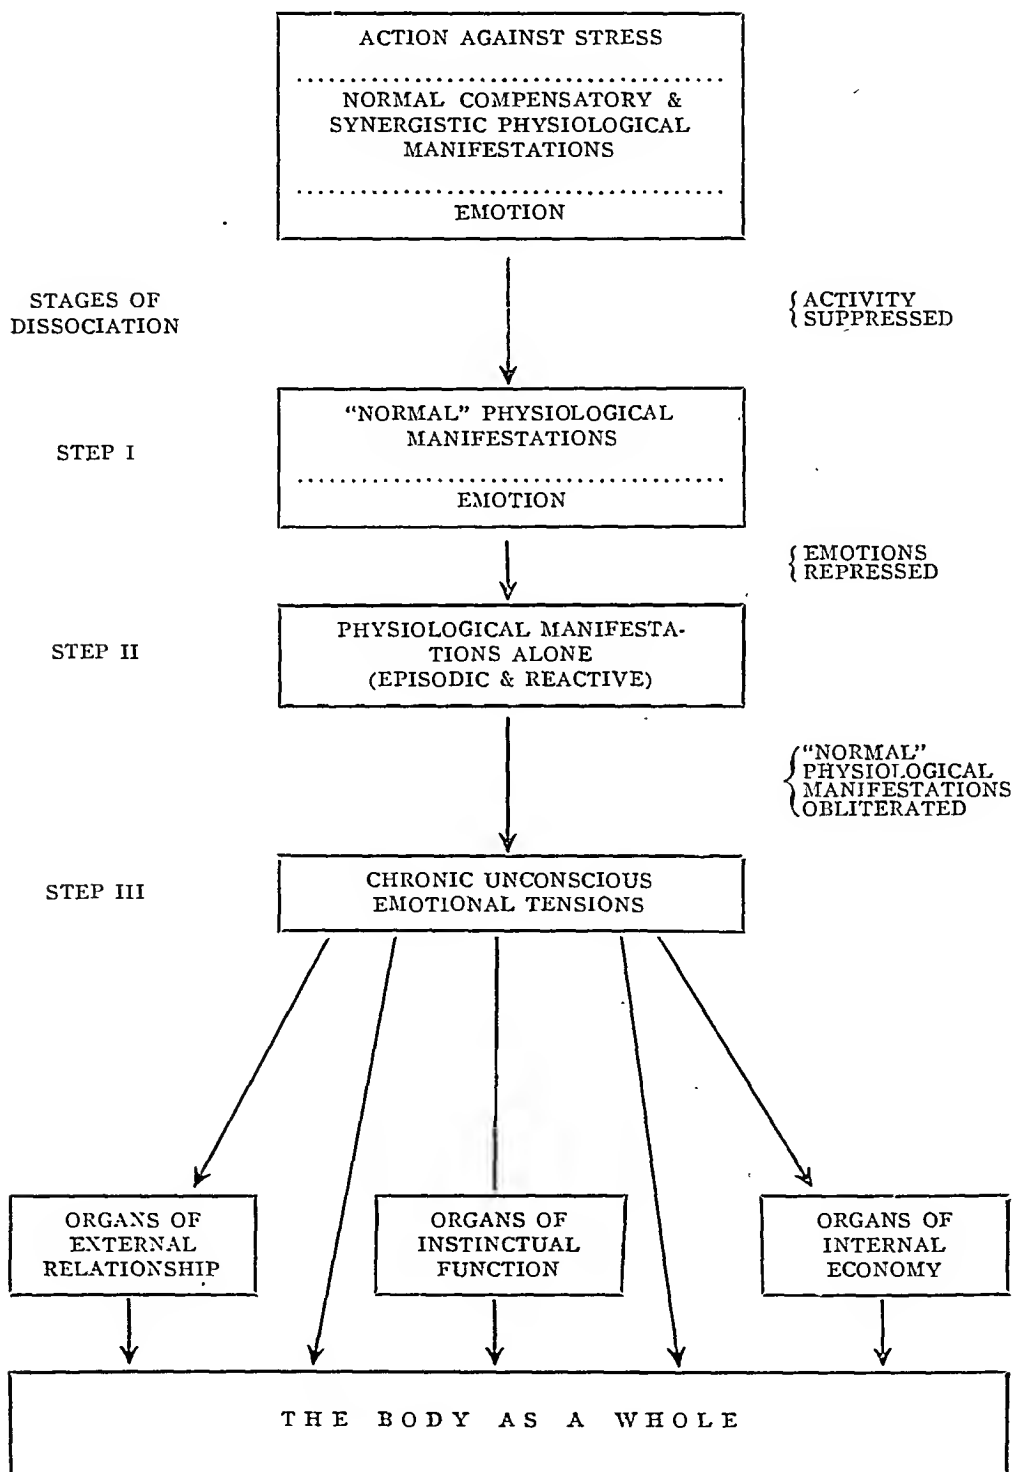 ACTION AGAINST STRESS
NORMAL COMPENSATORY &
SYNERGISTIC PHYSIOLOGICAL
MANIFESTATIONS
EMOTION
STAGES OF
DISSOCIATION
ACTIVITY
SUPPRESSED
STEP I
“NORMAL” PHYSIOLOGICAL
MANIFESTATIONS
EMOTION
EMOTIONS
REPRESSED
STEP II
PHYSIOLOGICAL MANIFESTA-
TIONS ALONE
(EPISODIC & REACTIVE)
“NORMAL”
PHYSIOLOGICAL
MANIFESTATIONS
OBLITERATED
STEP III
CHRONIC UNCONSCIOUS
EMOTIONAL TENSIONS
ORGANS OF
EXTERNAL
RELATIONSHIP
ORGANS OF
INSTINCTUAL
FUNCTION
ORGANS OF
INTERNAL
ECONOMY
THE BODY AS A WHOLE